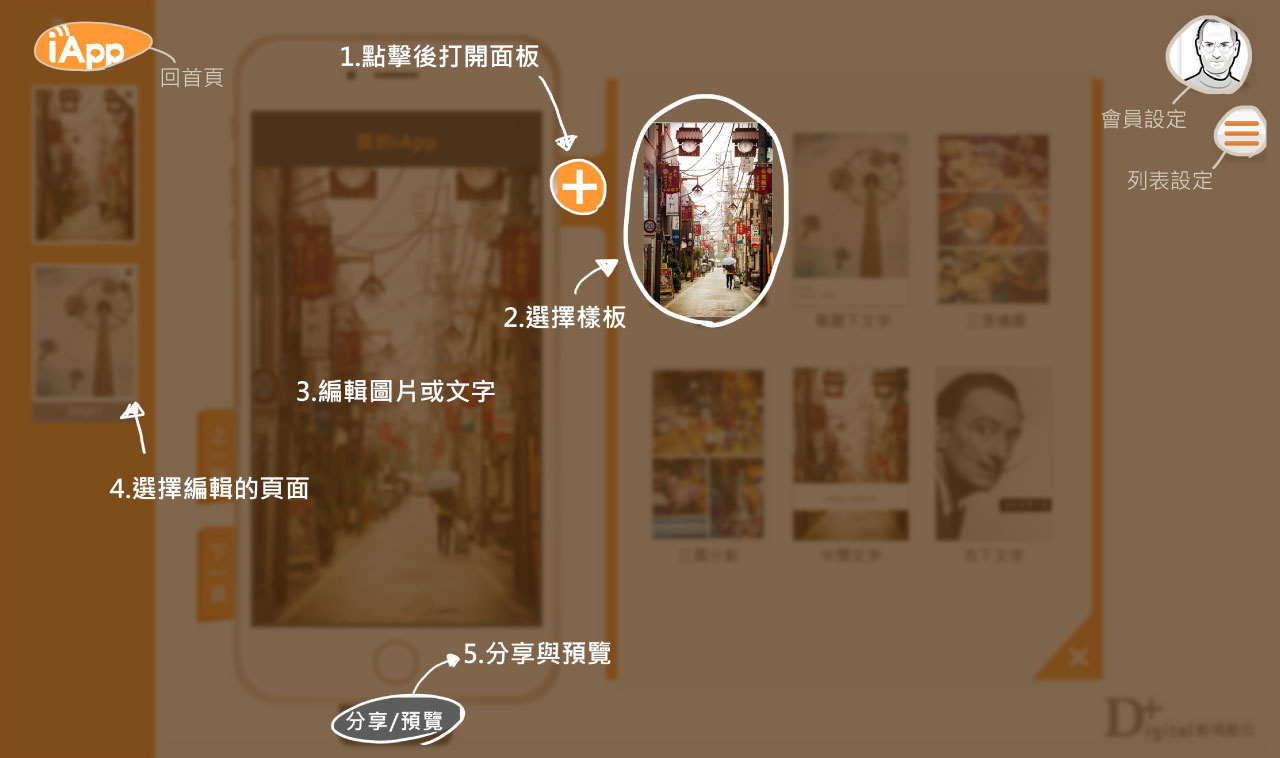 iApp
回首頁
1.點擊後打開面板
會員設定
列表設定
我的iApp
2.選擇樣板
單圖下文字
三張連圖
3.編輯圖片或文字
上一頁
4.選擇編輯的頁面
三圖分割
中間文字
右下文字
下一頁
5.分享與預覽
分享/預覽
Digital